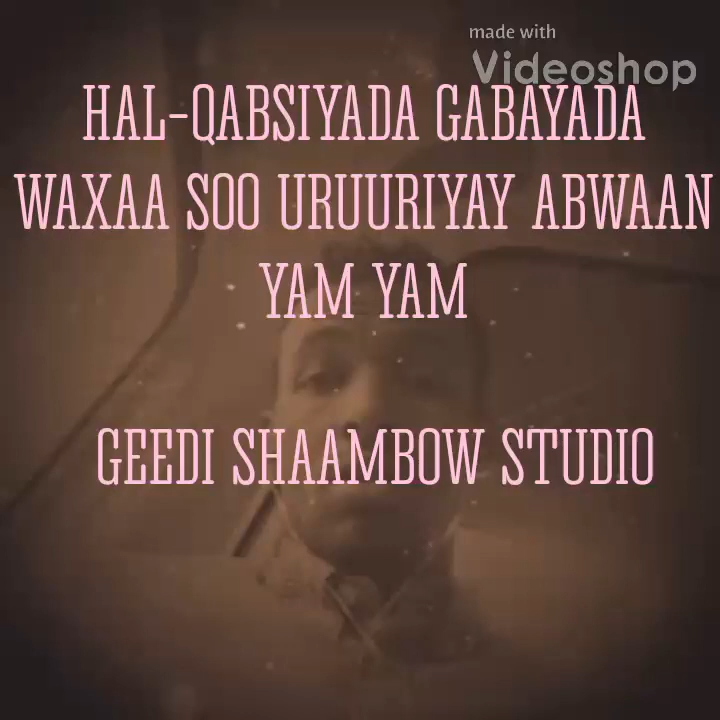 made with
Videoshop
HAL-QABSIYADA GABAYADA
WAXAA SOO URUURIYAY ABWAAN
YAM YAM
GEEDI SHAAMBOW STUDIO